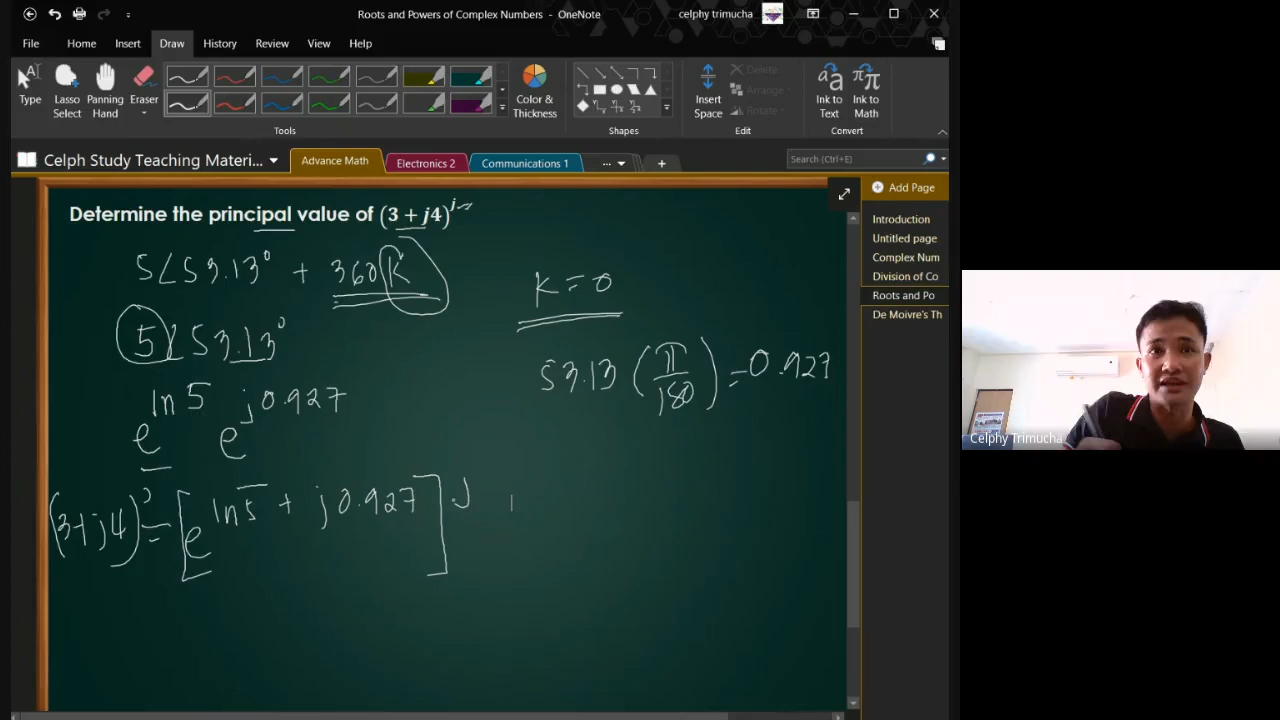 Roots and Powers of Complex Numbers - OneNote
celphy trimucha
File Home Insert Draw History Review View Help
Type
Lasso Select
Panning Hand
Eraser
Color & Thickness
Insert Space
Delete
Arrange
Rotate
Ink to Text
Ink to Math
Tools
Shapes
Edit
Convert
Celph Study Teaching Materi...
Advance Math
Electronics 2
Communications 1
...
Search (Ctrl+E)
Add Page
Introduction
Untitled page
Complex Num
Division of Co
Roots and Po
De Moivre's Th
Determine the principal value of (3 + j4)^j
5∠53.13° + 360k
k = 0
5∠53.13°
53.13 (π/180) = 0.927
e^ln5 e^j0.927
(3+j4)^j = [e^ln5 + j0.927] . j
Celphy Trimucha